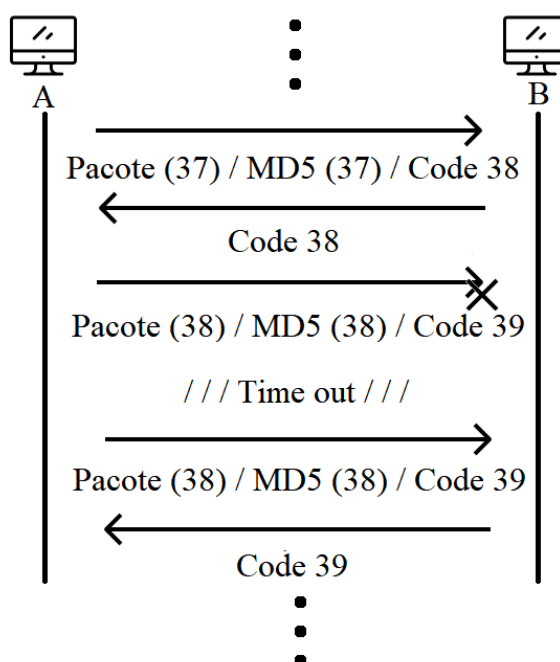 A
B
Pacote (37) / MD5 (37) / Code 38
Code 38
Pacote (38) / MD5 (38) / Code 39
/ / / Time out / / /
Pacote (38) / MD5 (38) / Code 39
Code 39